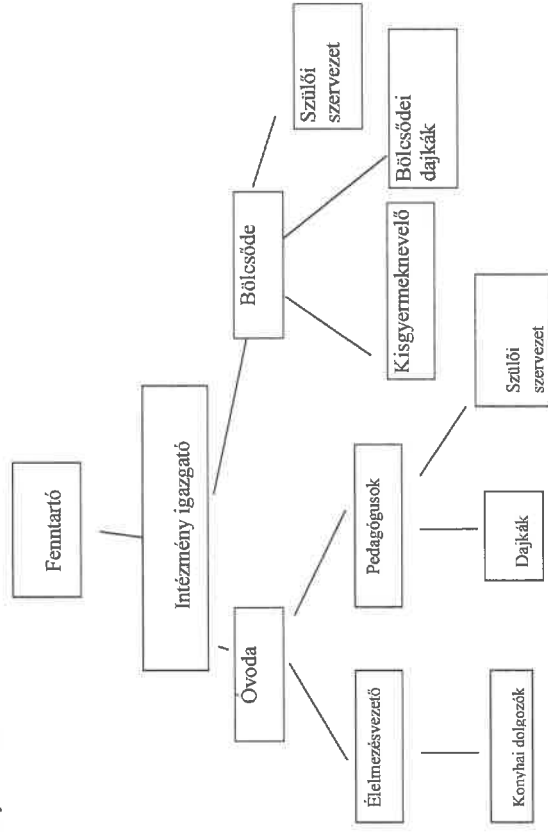 Fenntartó
Intézmény igazgató
Óvoda
Bölcsőde
Szülői
szervezet
Élelmezésvezető
Pedagógusok
Kisgyermeknevelő
Bölcsődei
dajkák
Konyhai dolgozók
Dajkák
Szülői
szervezet